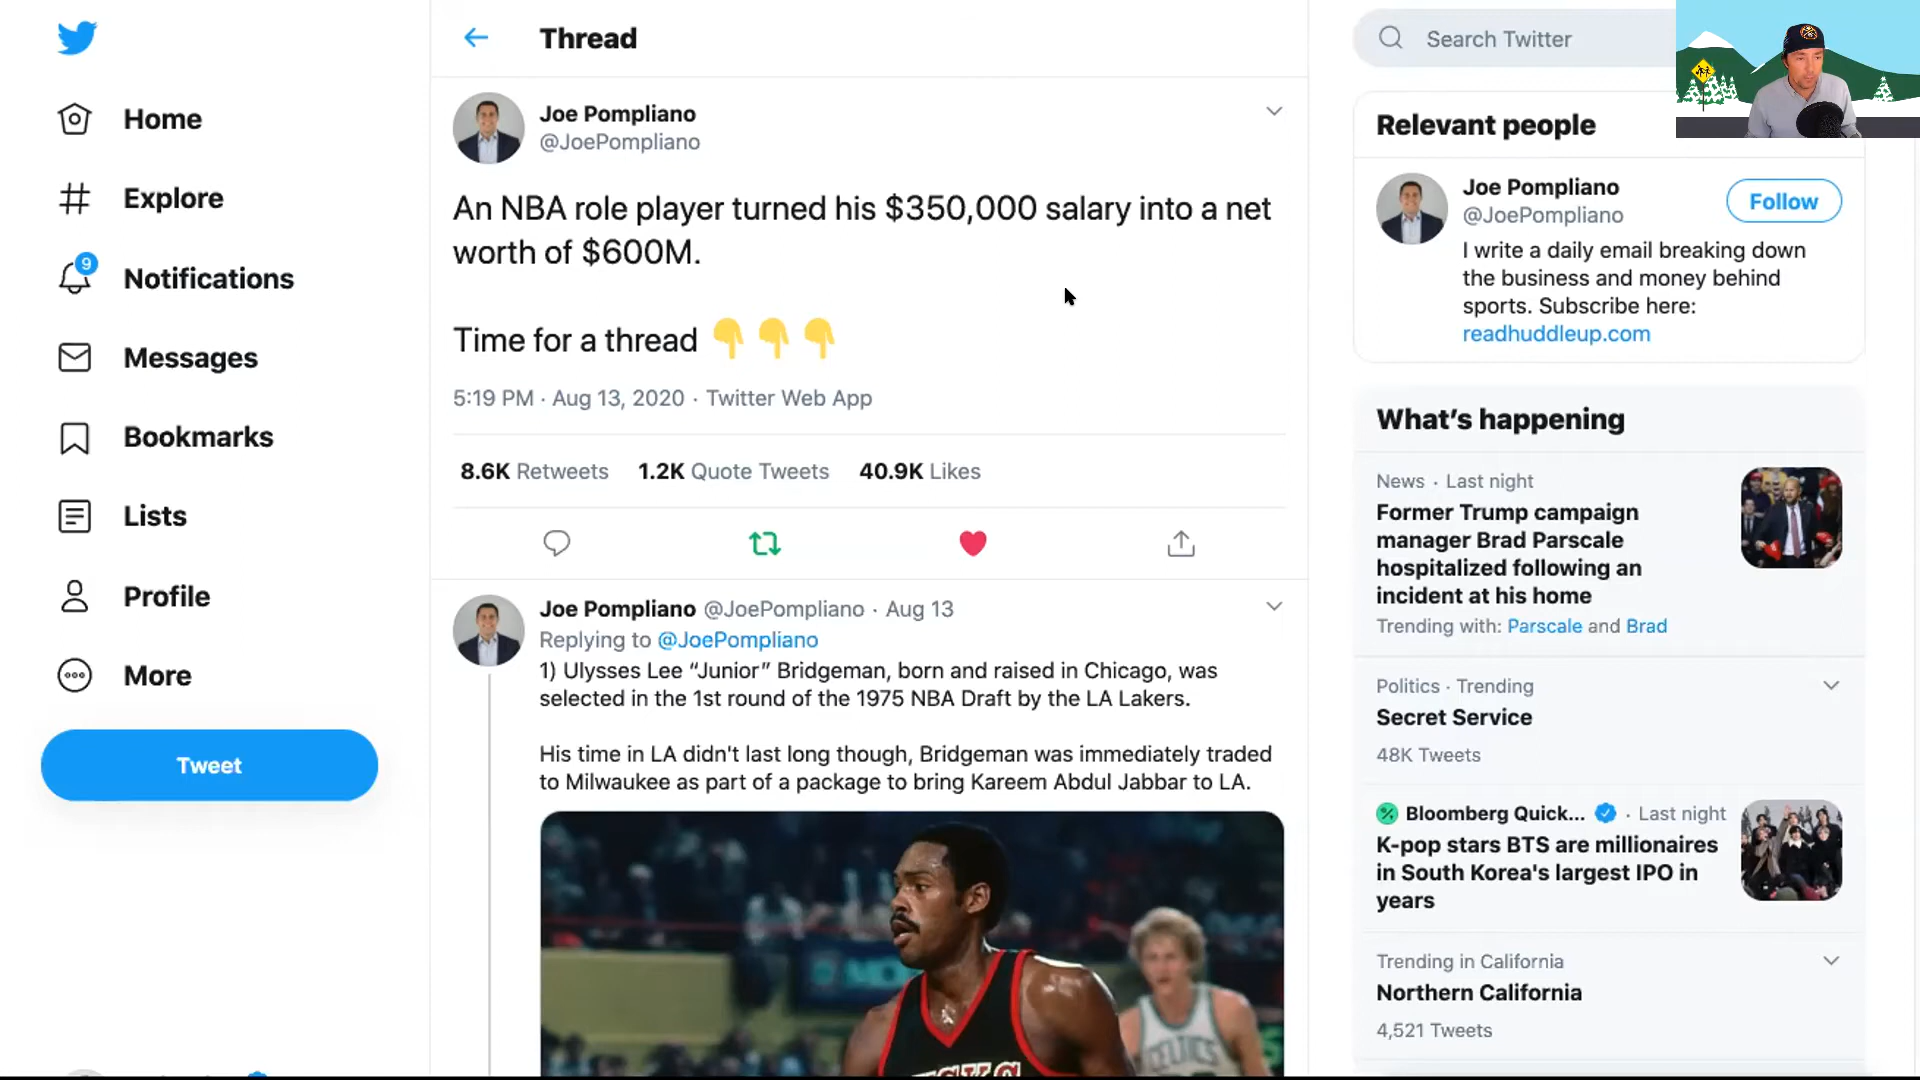 Home
Explore
9
Notifications
Messages
Bookmarks
Lists
Profile
More
Tweet
Thread
Joe Pompliano
@JoePompliano
An NBA role player turned his $350,000 salary into a net
worth of $600M.
Time for a thread 👇👇👇
5:19 PM · Aug 13, 2020 · Twitter Web App
8.6K Retweets 1.2K Quote Tweets 40.9K Likes
Joe Pompliano @JoePompliano · Aug 13
Replying to @JoePompliano
1) Ulysses Lee “Junior” Bridgeman, born and raised in Chicago, was
selected in the 1st round of the 1975 NBA Draft by the LA Lakers.
His time in LA didn't last long though, Bridgeman was immediately traded
to Milwaukee as part of a package to bring Kareem Abdul Jabbar to LA.
CELTICS
Search Twitter
Relevant people
Joe Pompliano
@JoePompliano
Follow
I write a daily email breaking down
the business and money behind
sports. Subscribe here:
readhuddleup.com
What’s happening
News · Last night
Former Trump campaign
manager Brad Parscale
hospitalized following an
incident at his home
Trending with: Parscale and Brad
Politics · Trending
Secret Service
48K Tweets
Bloomberg Quick... · Last night
K-pop stars BTS are millionaires
in South Korea's largest IPO in
years
Trending in California
Northern California
4,521 Tweets